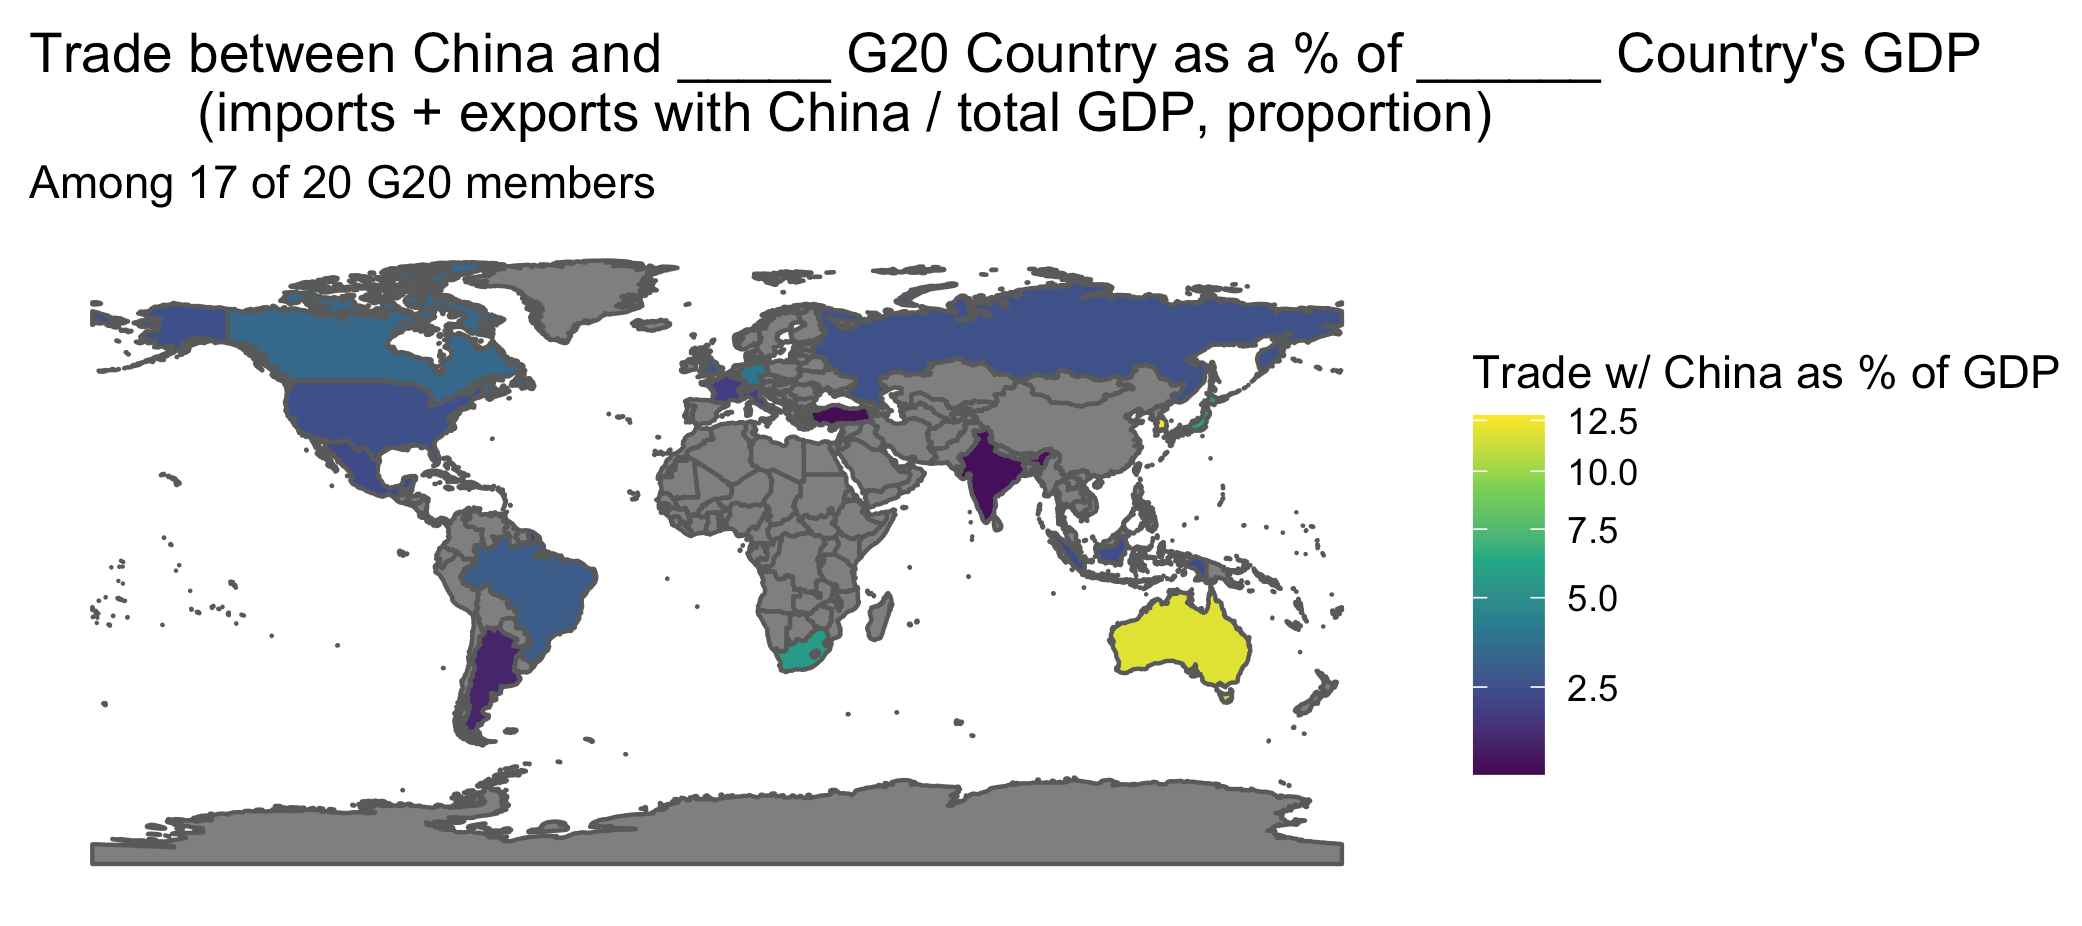 Trade between China and _____ G20 Country as a % of ______ Country's GDP
(imports + exports with China / total GDP, proportion)
Among 17 of 20 G20 members
Trade w/ China as % of GDP
12.5
10.0
7.5
5.0
2.5